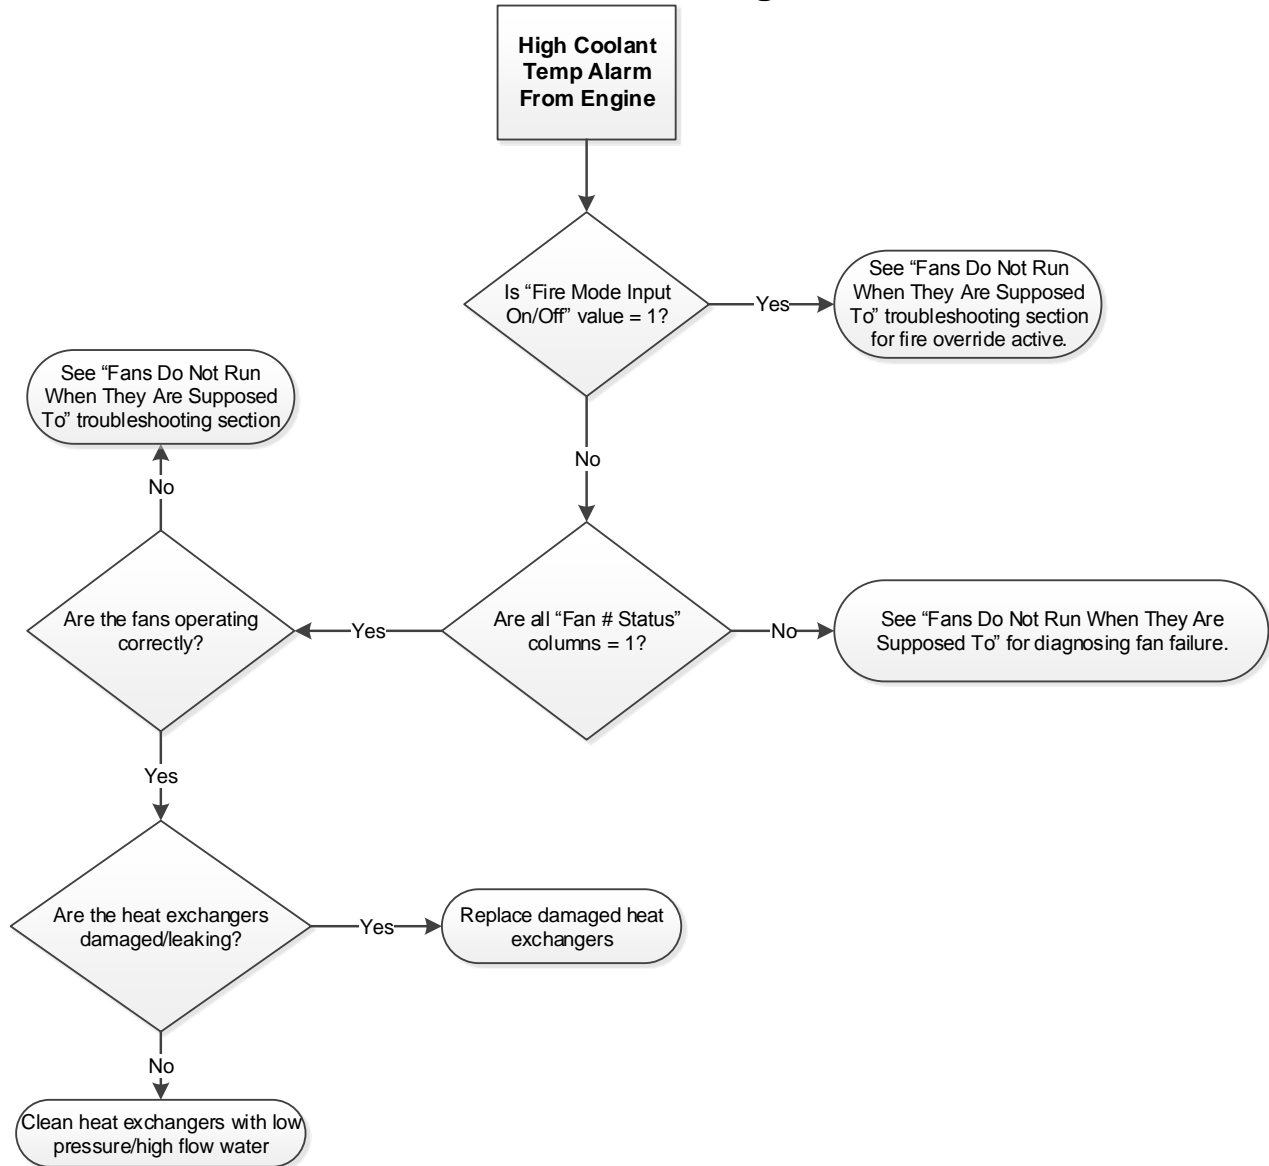 High Coolant
Temp Alarm
From Engine
Is “Fire Mode Input
On/Off” value = 1?
Yes
See “Fans Do Not Run
When They Are Supposed
To” troubleshooting section
for fire override active.
No
See “Fans Do Not Run
When They Are Supposed
To” troubleshooting section
No
Are the fans operating
correctly?
Yes
Are all “Fan # Status”
columns = 1?
No
See “Fans Do Not Run When They Are
Supposed To” for diagnosing fan failure.
Yes
Are the heat exchangers
damaged/leaking?
Yes
Replace damaged heat
exchangers
No
Clean heat exchangers with low
pressure/high flow water